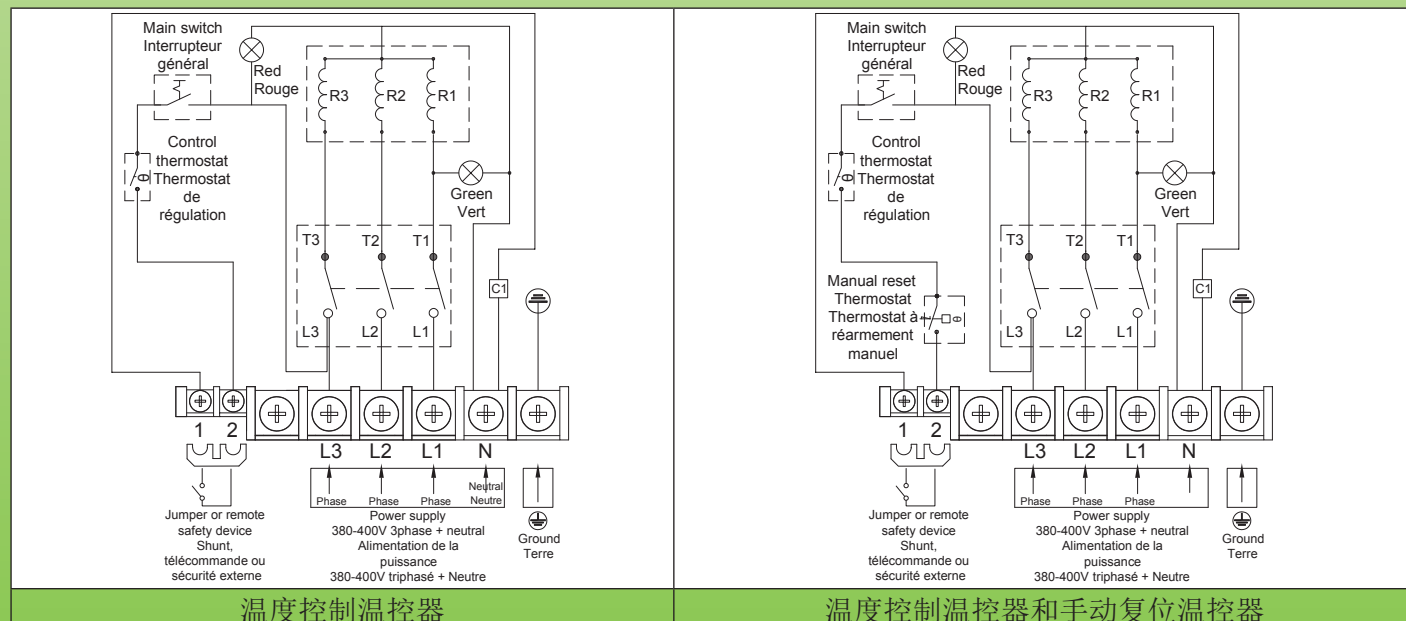 Main switch
Interrupteur
général
Red
Rouge
R3
R2
R1
Control
thermostat
θ
Thermostat
de
régulation
Green
Vert
T3
T2
T1
C1
L3
L2
L1
1
2
L3
L2
L1
N
Phase
Phase
Phase
Neutral
Neutre
Jumper or remote
safety device
Shunt,
télécommande ou
sécurité externe
Power supply
380-400V 3phase + neutral
Alimentation de la
puissance
380-400V triphasé + Neutre
Ground
Terre
温度控制温控器
Main switch
Interrupteur
général
Red
Rouge
R3
R2
R1
Control
thermostat
θ
Thermostat
de
régulation
Green
Vert
T3
T2
T1
Manual reset
Thermostat
Thermostat à
réarmement
manuel
θ
C1
L3
L2
L1
1
2
L3
L2
L1
N
Phase
Phase
Phase
Jumper or remote
safety device
Shunt,
télécommande ou
sécurité externe
Power supply
380-400V 3phase + neutral
Alimentation de la
puissance
380-400V triphasé + Neutre
Ground
Terre
温度控制温控器和手动复位温控器